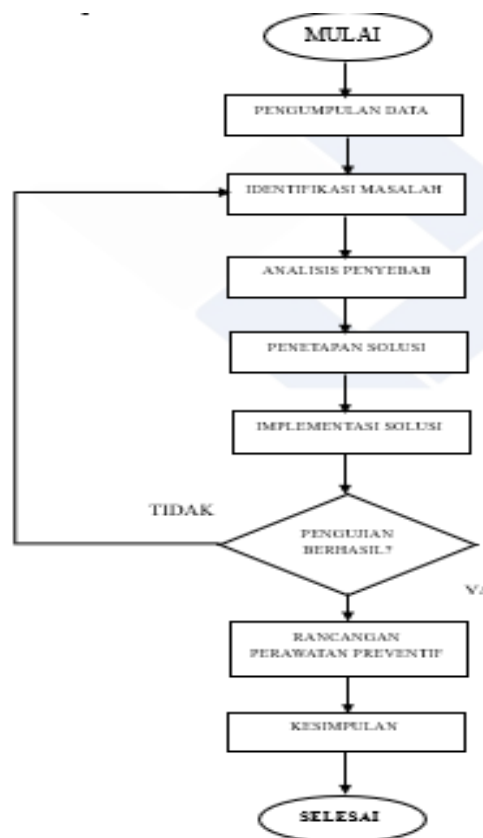 MULAI
PENGUMPULAN DATA
IDENTIFIKASI MASALAH
ANALISIS PENYEBAB
PENETAPAN SOLUSI
IMPLEMENTASI SOLUSI
TIDAK
PENGUJIAN
BERHASIL?
RANCANGAN
PERAWATAN PREVENTIF
KESIMPULAN
SELESAI